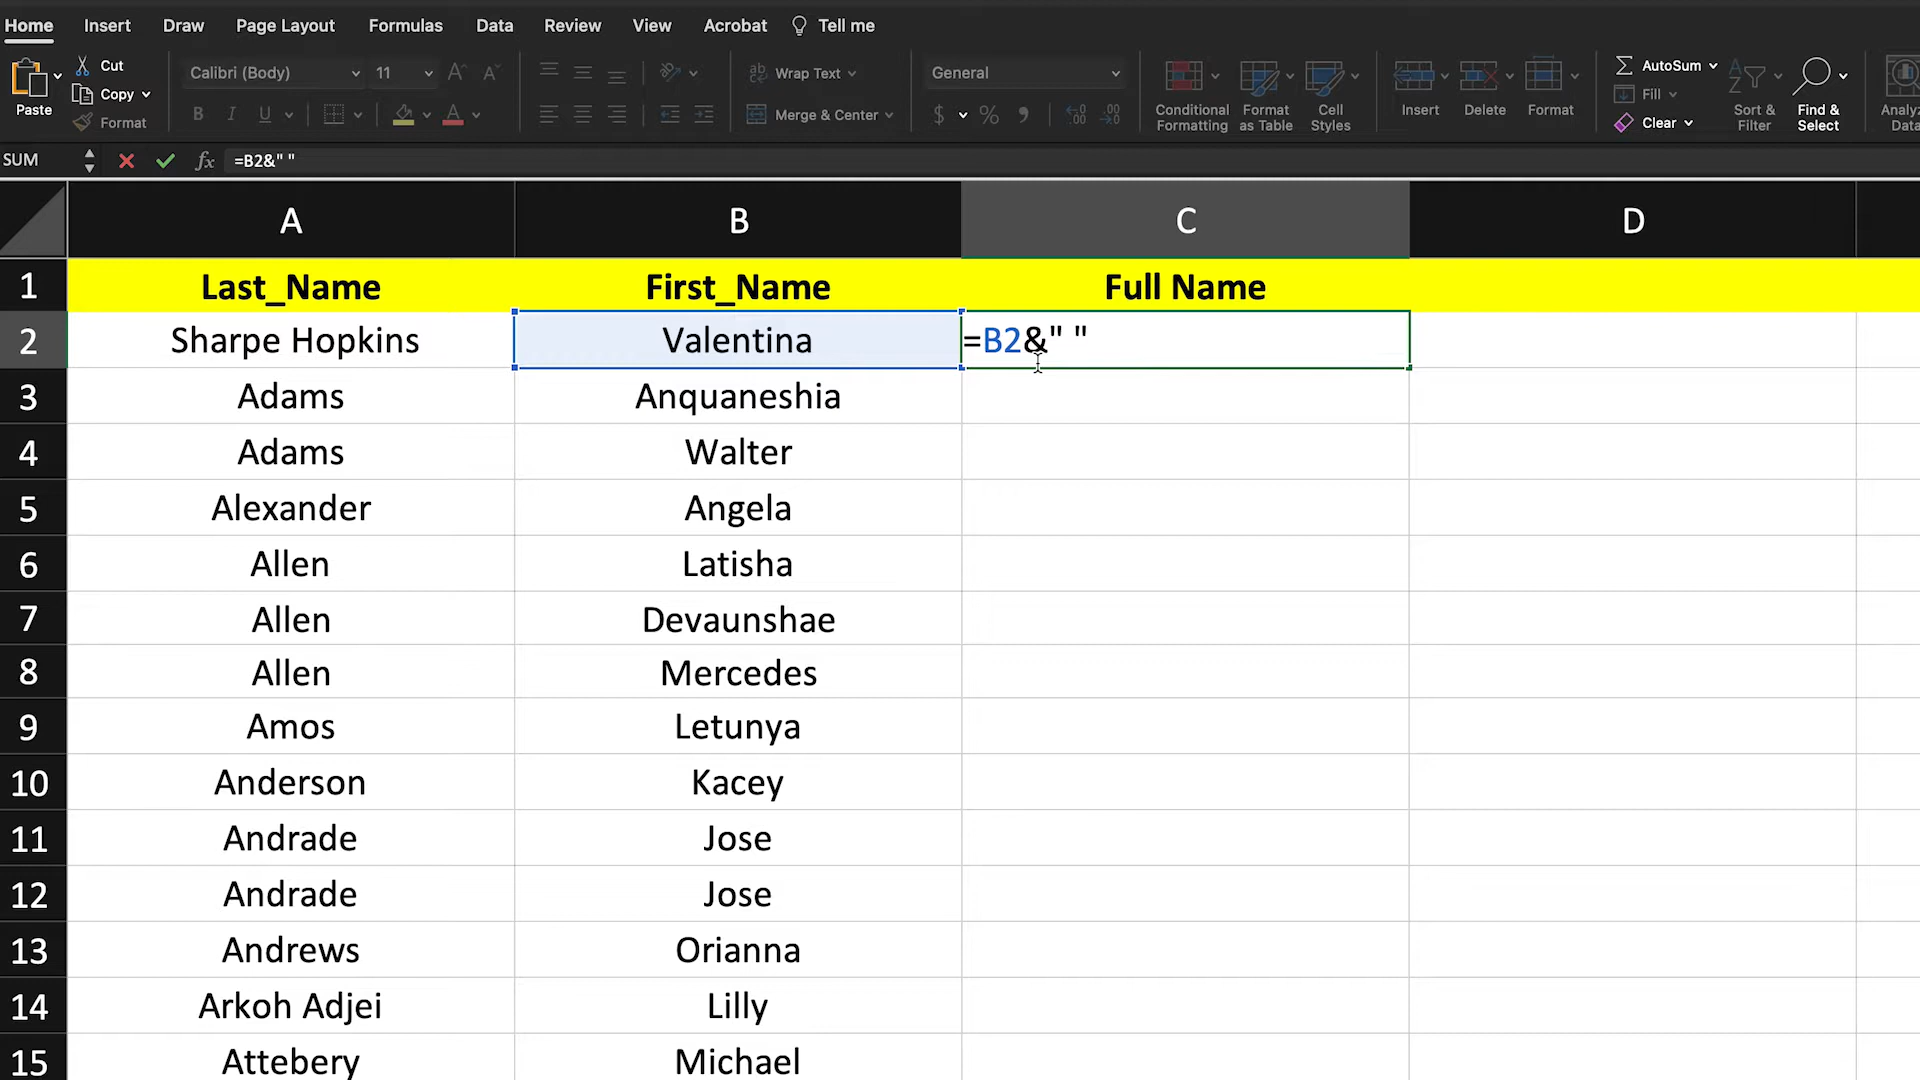 Home Insert Draw Page Layout Formulas Data Review View Acrobat Tell me
Paste
Cut
Copy
Format
Calibri (Body) 11
B I U
Wrap Text
Merge & Center
General
$ % ,
Conditional
Formatting
Format
as Table
Cell
Styles
Insert
Delete
Format
AutoSum
Fill
Clear
Sort &
Filter
Find &
Select
Analyz
Data
SUM fx =B2&" "
A B C D
1 Last_Name First_Name Full Name
2 Sharpe Hopkins Valentina =B2&" "
3 Adams Anquaneshia
4 Adams Walter
5 Alexander Angela
6 Allen Latisha
7 Allen Devaunshae
8 Allen Mercedes
9 Amos Letunya
10 Anderson Kacey
11 Andrade Jose
12 Andrade Jose
13 Andrews Orianna
14 Arkoh Adjei Lilly
15 Attebery Michael